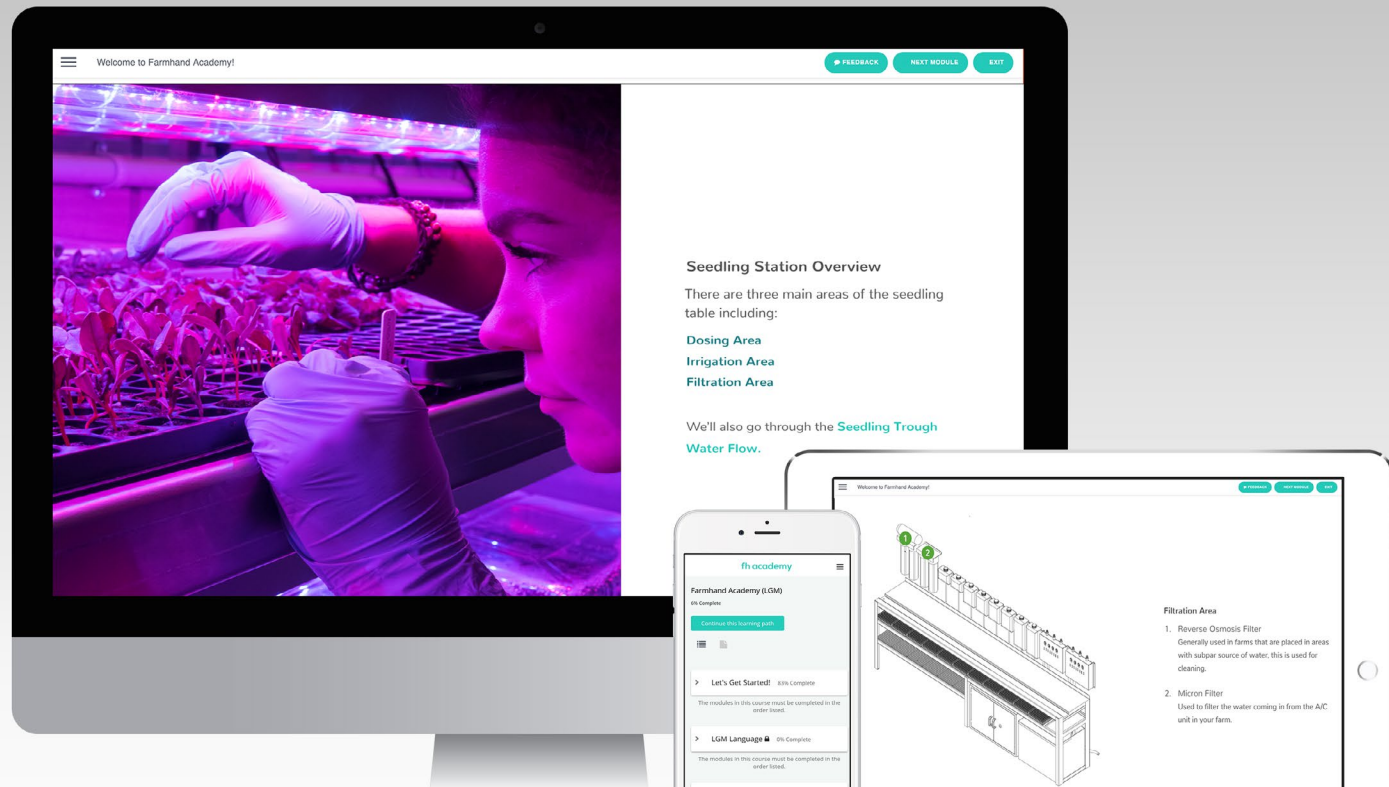 Welcome to Farmhand Academy!
FEEDBACK
NEXT MODULE
EXIT
Seedling Station Overview
There are three main areas of the seedling
table including:
Dosing Area
Irrigation Area
Filtration Area
We'll also go through the Seedling Trough
Water Flow.
fh academy
Farmhand Academy (LGM)
6% Complete
Continue this learning path
Let's Get Started! 83% Complete
The modules in this course must be completed in the
order listed.
LGM Language 0% Complete
The modules in this course must be completed in the
order listed.
Welcome to Farmhand Academy!
FEEDBACK
NEXT MODULE
EXIT
1
2
Filtration Area
1. Reverse Osmosis Filter
Generally used in farms that are placed in areas
with subpar source of water, this is used for
cleaning.
2. Micron Filter
Used to filter the water coming in from the A/C
unit in your farm.